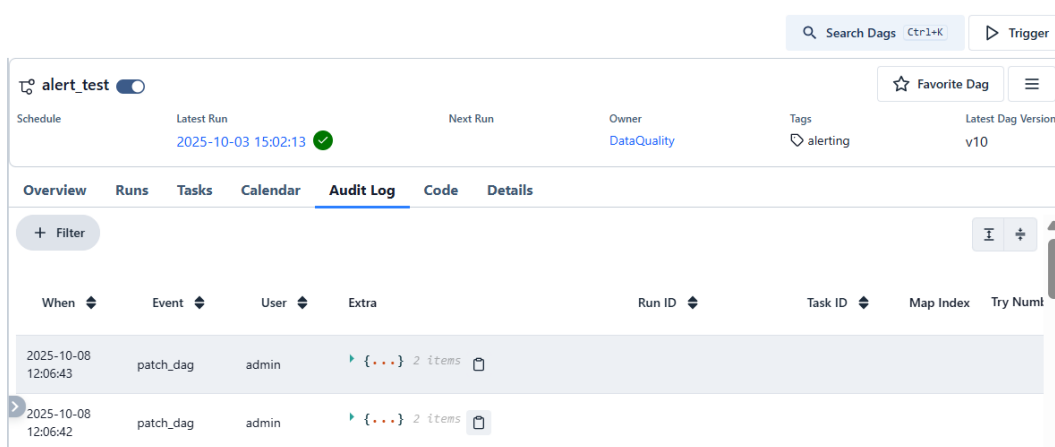 Search Dags Ctrl+K Trigger
alert_test Favorite Dag
Schedule Latest Run Next Run Owner Tags Latest Dag Version
2025-10-03 15:02:13 DataQuality alerting v10
Overview Runs Tasks Calendar Audit Log Code Details
+ Filter
When Event User Extra Run ID Task ID Map Index Try Numb
2025-10-08
12:06:43 patch_dag admin {...} 2 items
2025-10-08
12:06:42 patch_dag admin {...} 2 items